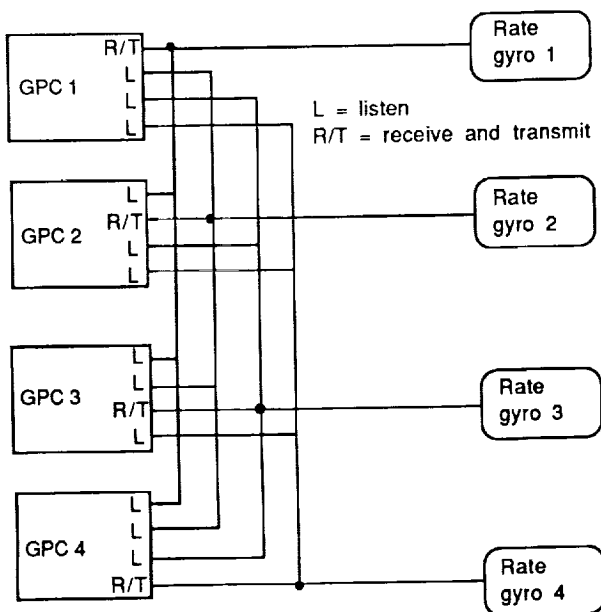 R/T
L
L
L
GPC 1
Rate
gyro 1
L = listen
R/T = receive and transmit
L
R/T
L
L
GPC 2
Rate
gyro 2
L
L
R/T
L
GPC 3
Rate
gyro 3
L
L
L
R/T
GPC 4
Rate
gyro 4